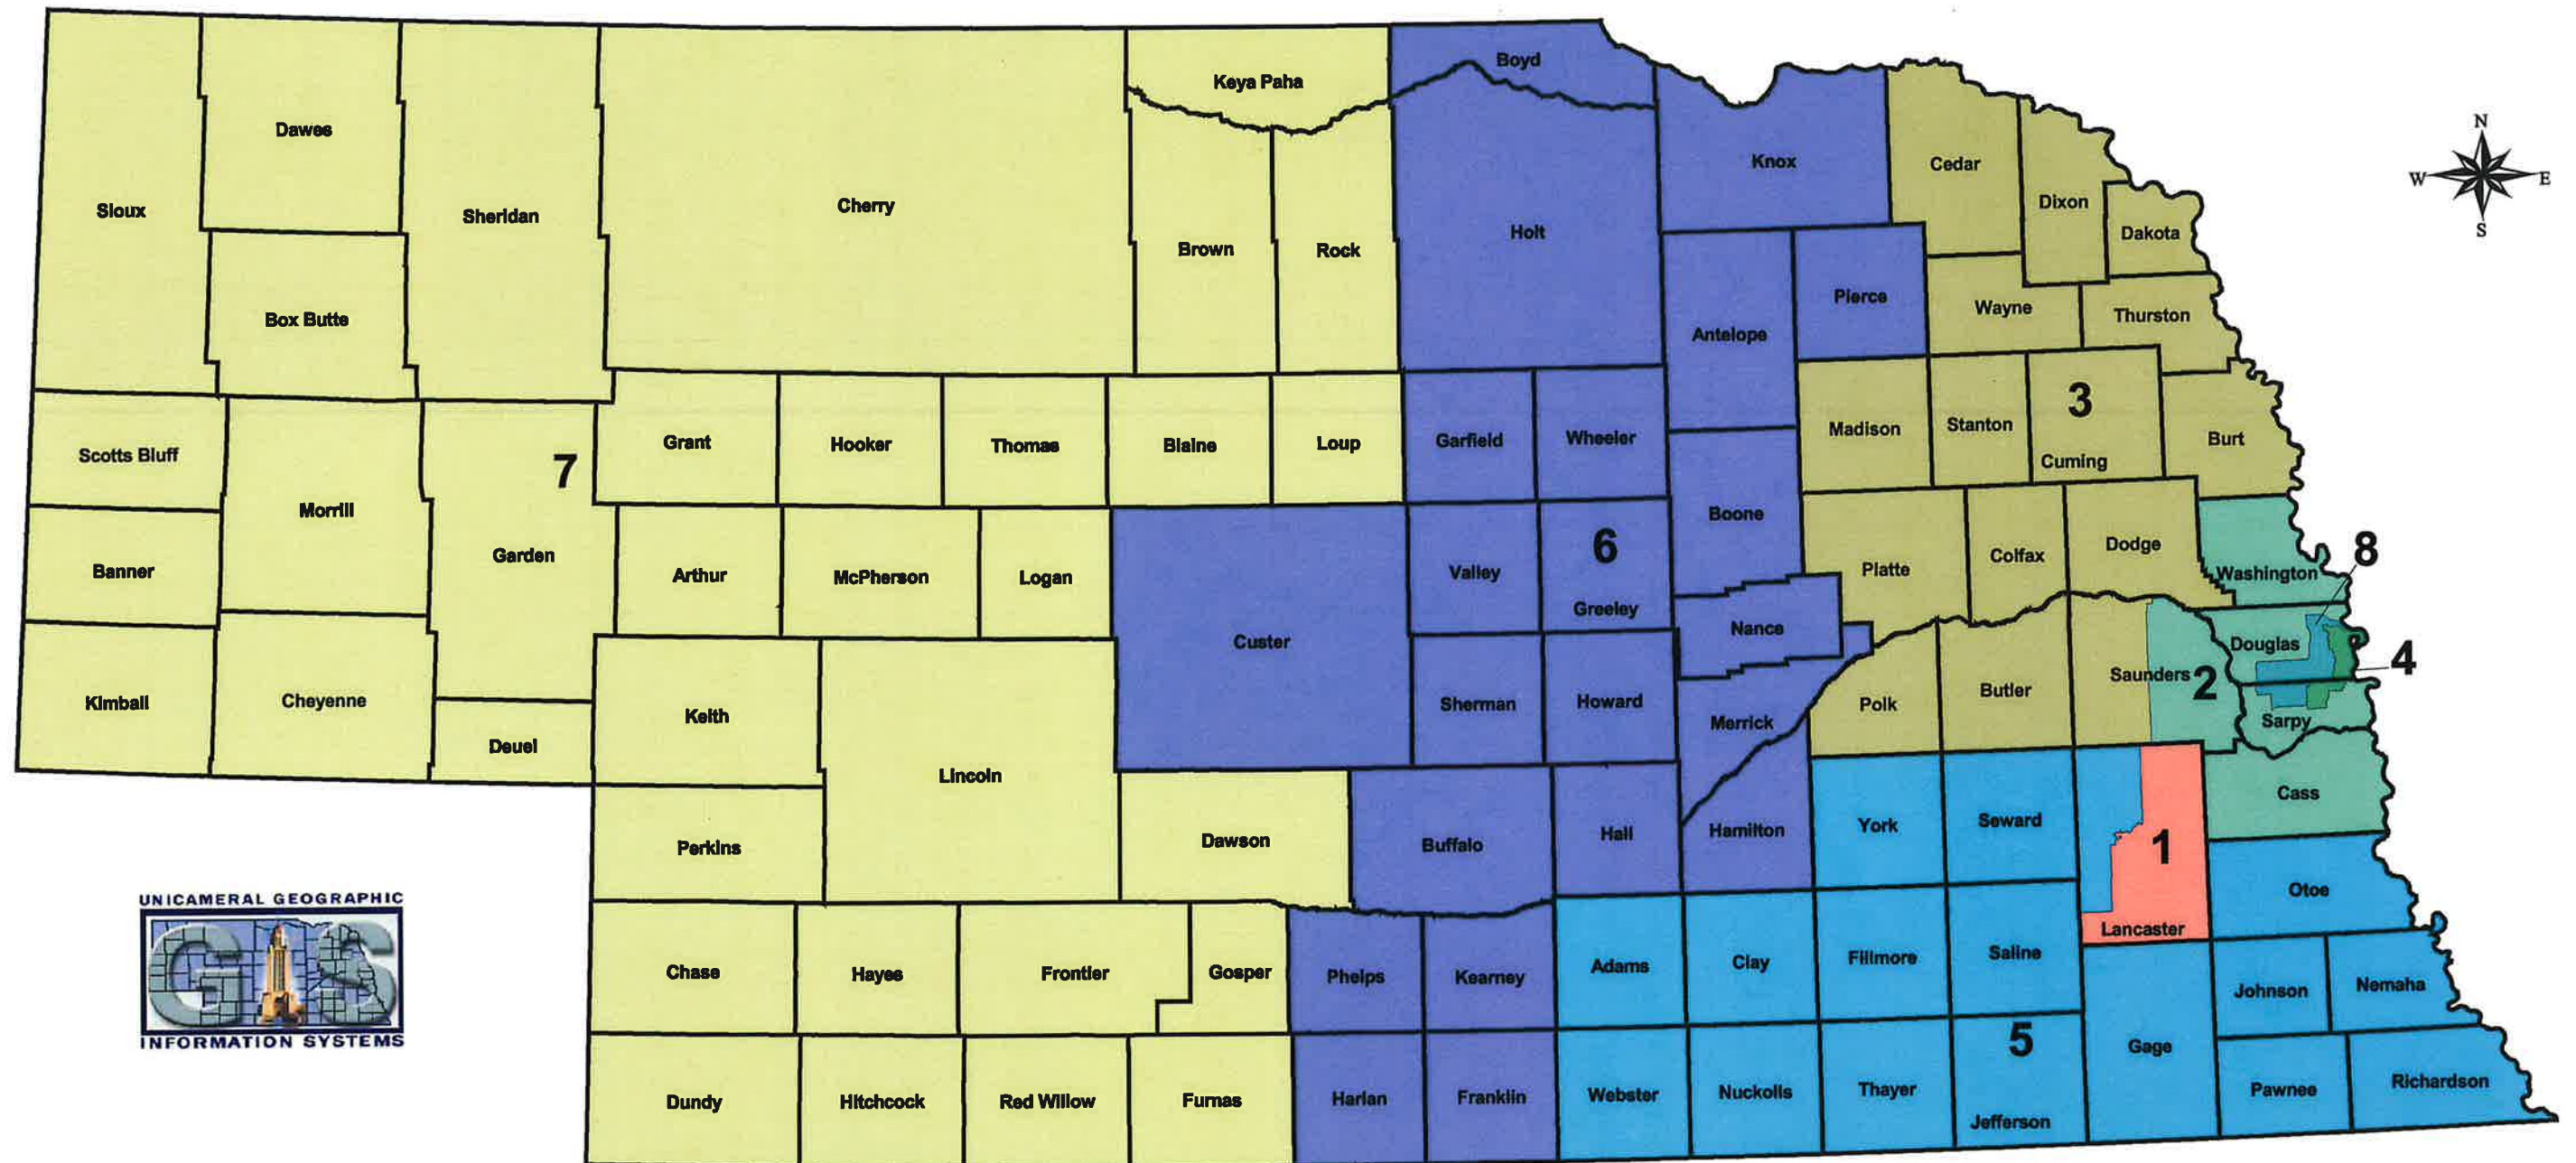 Boyd
Keya Paha
N
Dawes
Knox
Cedar
W
E
Sioux
Sheridan
Cherry
Dixon
S
Holt
Dakota
Brown
Rock
Box Butte
Pierce
Wayne
Thurston
Antelope
3
Scotts Bluff
7
Grant
Hooker
Thomas
Blaine
Loup
Garfield
Wheeler
Madison
Stanton
Cuming
Burt
Morrill
Boone
Garden
6
8
Banner
Arthur
McPherson
Logan
Valley
Greeley
Platte
Colfax
Dodge
Washington
Custer
Nance
Douglas
4
Kimball
Cheyenne
Keith
Sherman
Howard
Merrick
Polk
Butler
Saunders
2
Sarpy
Deuel
Lincoln
Cass
Perkins
Dawson
Buffalo
Hall
Hamilton
York
Seward
1
Otoe
UNICAMERAL GEOGRAPHIC
GIS
INFORMATION SYSTEMS
Lancaster
Chase
Hayes
Frontier
Gosper
Phelps
Kearney
Adams
Clay
Fillmore
Saline
Johnson
Nemaha
5
Gage
Dundy
Hitchcock
Red Willow
Furnas
Harlan
Franklin
Webster
Nuckolls
Thayer
Jefferson
Pawnee
Richardson